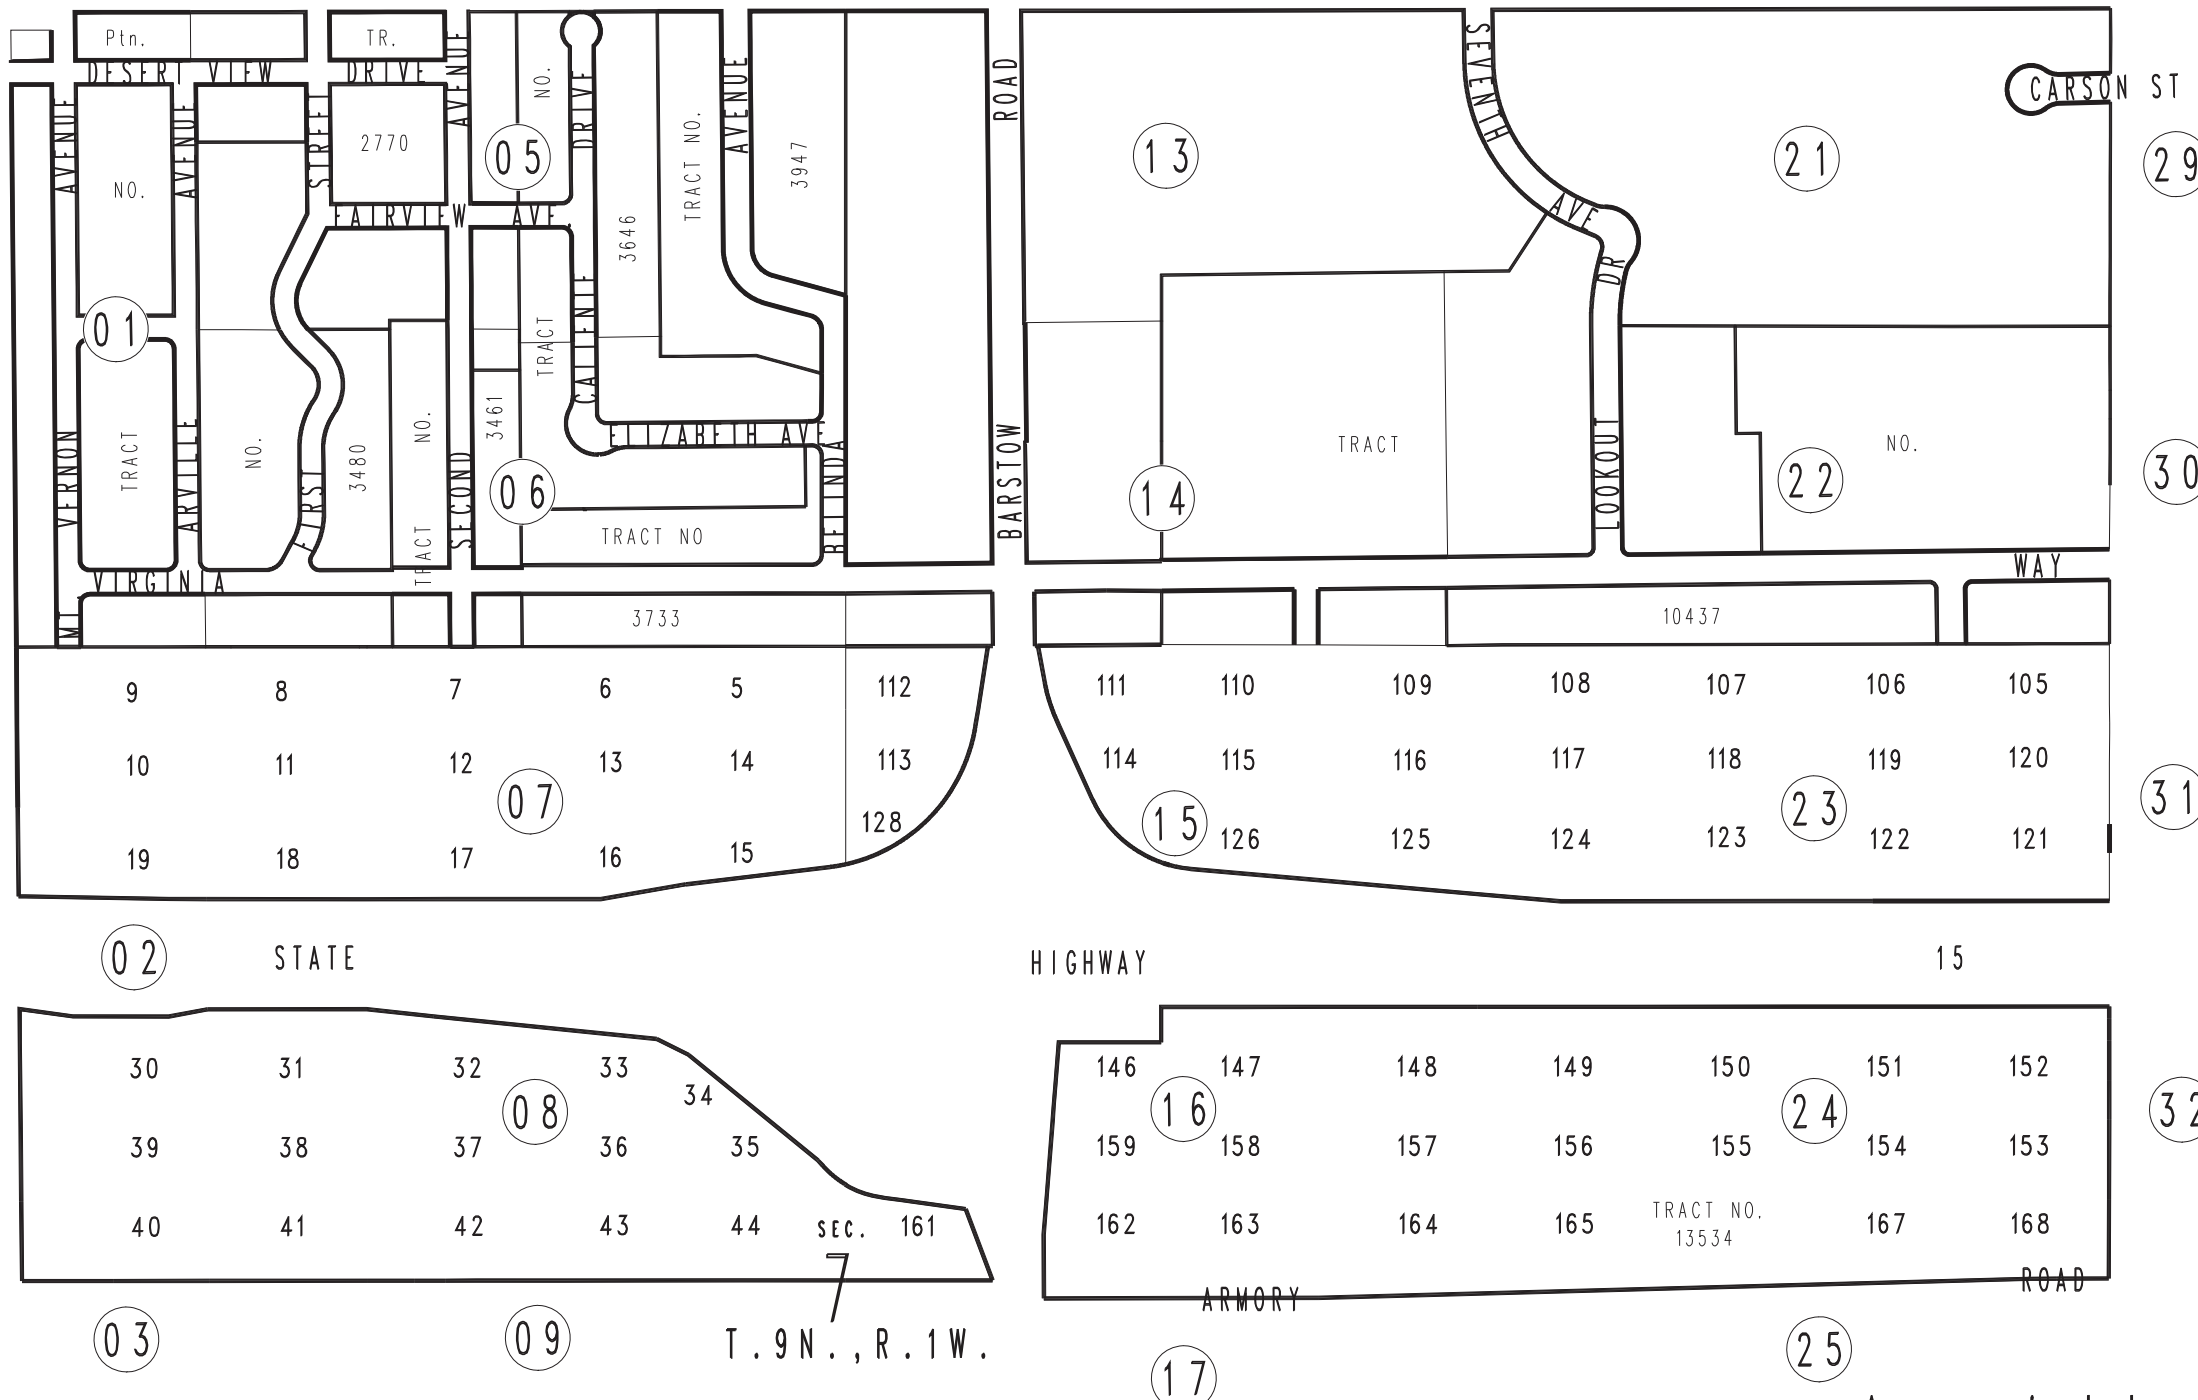 Ptn.
TR.
DESERT VIEW DRIVE
AVENUE
AVENUE
STREET
AVENUE
DRIVE
AVENUE
ROAD
SEVENTH
AVE
DR
CARSON ST
NO.
2770
NO.
05
TRACT NO.
3947
13
21
29
NO.
FAIRVIEW AVE
3646
01
TRACT
CALIENTE
TRACT
NO.
3480
NO.
TRACT
3461
ELIZABETH AVE
BARSTOW
TRACT
LOOKOUT
NO.
VERNON
ARVILLE
FIRST
SECOND
06
BELINDA
14
22
30
TRACT NO
VIRGINIA
WAY
MT
3733
10437
9 8 7 6 5 112 111 110 109 108 107 106 105
10 11 12 13 14 113 114 115 116 117 118 119 120
07 15 23 31
128
19 18 17 16 15 126 125 124 123 122 121
02
STATE HIGHWAY 15
30 31 32 33 34 146 147 148 149 150 151 152
08 16 24 32
39 38 37 36 35 159 158 157 156 155 154 153
40 41 42 43 44 161 162 163 164 165 167 168
SEC.
7
TRACT NO.
13534
ARMORY ROAD
03 09
T.9N.,R.1W.
17 25